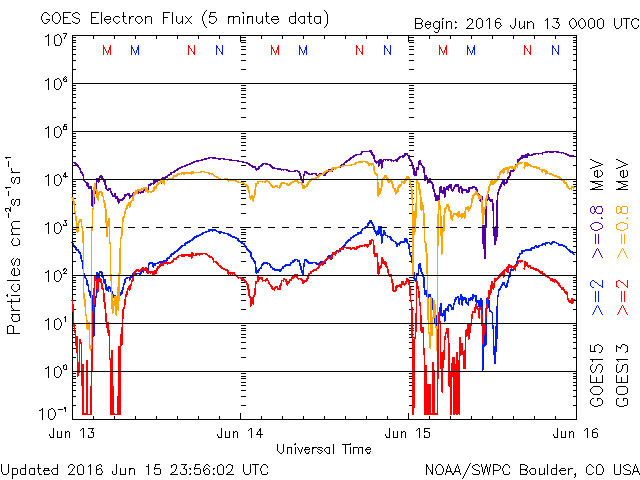 GOES Electron Flux (5 minute data)
Begin: 2016 Jun 13 0000 UTC
10⁷
M M N N M M N N M M N N
10⁶
10⁵
10⁴
10³
10²
10¹
10⁰
10⁻¹
Particles cm⁻²s⁻¹sr⁻¹
GOES15 >=2 >=0.8 MeV
GOES13 >=2 >=0.8 MeV
Jun 13 Jun 14 Jun 15 Jun 16
Universal Time
Updated 2016 Jun 15 23:56:02 UTC
NOAA/SWPC Boulder, CO USA